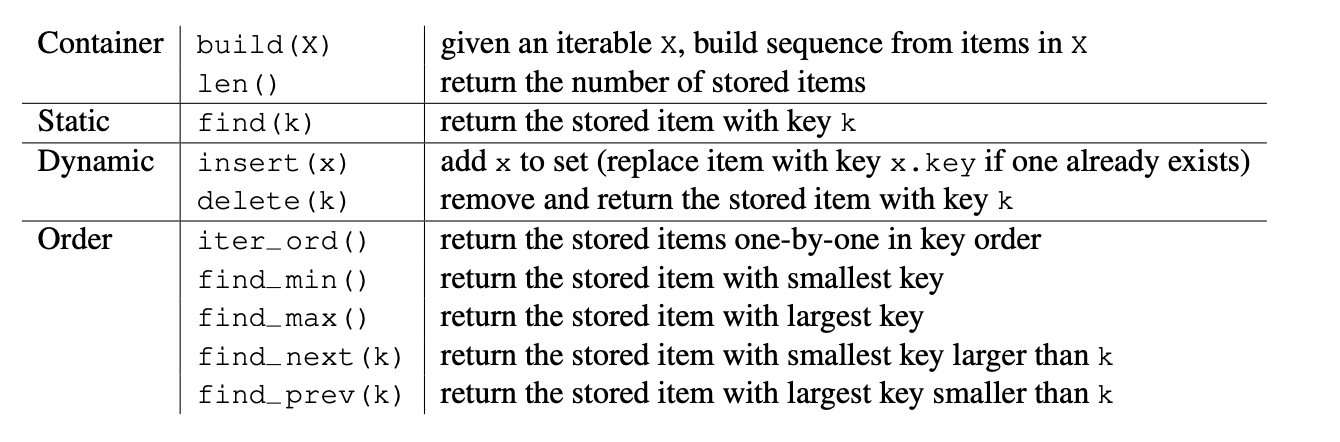 Container build(X) given an iterable X, build sequence from items in X
len() return the number of stored items
Static find(k) return the stored item with key k
Dynamic insert(x) add x to set (replace item with key x.key if one already exists)
delete(k) remove and return the stored item with key k
Order iter_ord() return the stored items one-by-one in key order
find_min() return the stored item with smallest key
find_max() return the stored item with largest key
find_next(k) return the stored item with smallest key larger than k
find_prev(k) return the stored item with largest key smaller than k